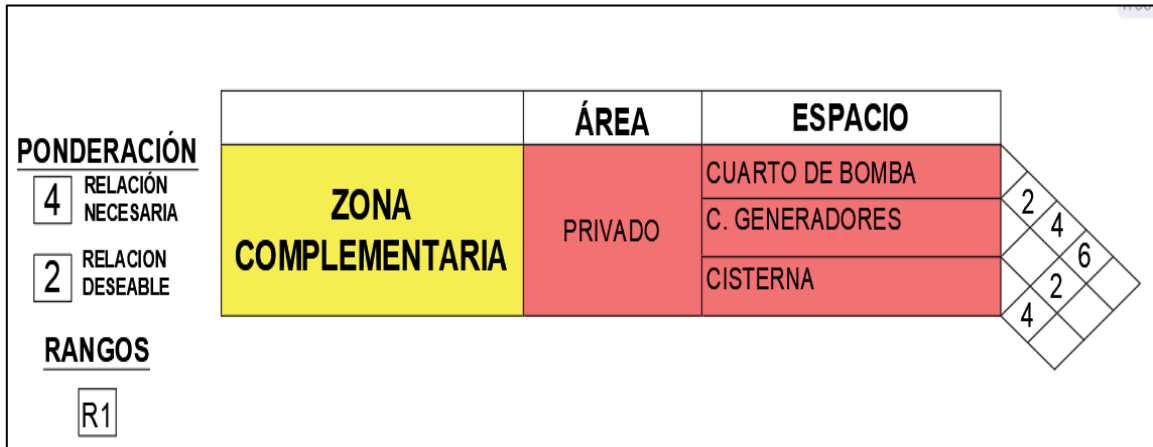 ÁREA
ESPACIO
PONDERACIÓN
4
RELACIÓN
NECESARIA
2
RELACION
DESEABLE
RANGOS
R1
ZONA
COMPLEMENTARIA
PRIVADO
CUARTO DE BOMBA
C. GENERADORES
CISTERNA
2
4
6
2
4